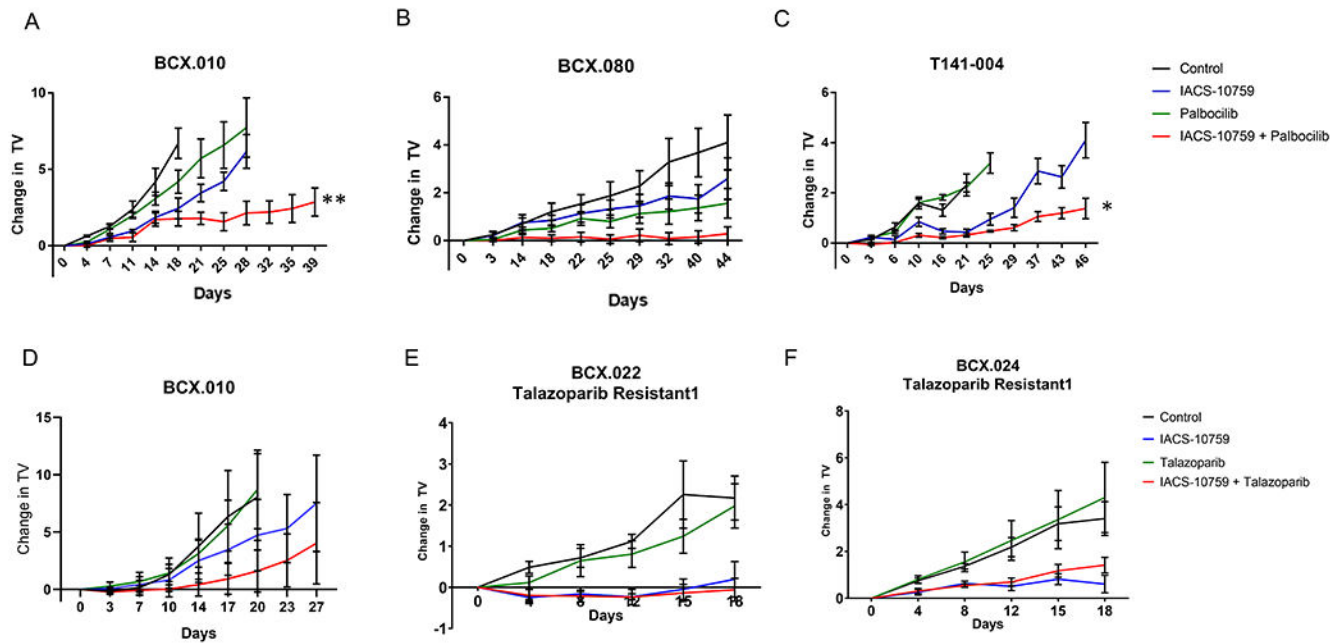 A
BCX.010
Change in TV
10
5
0
0 4 7 11 14 18 21 25 28 32 35 39
Days
**
B
BCX.080
Change in TV
6
4
2
0
0 3 14 18 22 25 29 32 40 44
Days
C
T141-004
Change in TV
6
4
2
0
0 3 6 10 16 21 25 29 37 43 46
Days
*
Control
IACS-10759
Palbocilib
IACS-10759 + Palbocilib
D
BCX.010
Change in TV
15
10
5
0
0 3 7 10 14 17 20 23 27
Days
E
BCX.022
Talazoparib Resistant1
Change in TV
4
3
2
1
0
-1
0 4 8 12 15 18
Days
F
BCX.024
Talazoparib Resistant1
Change in TV
8
6
4
2
0
0 4 8 12 15 18
Days
Control
IACS-10759
Talazoparib
IACS-10759 + Talazoparib